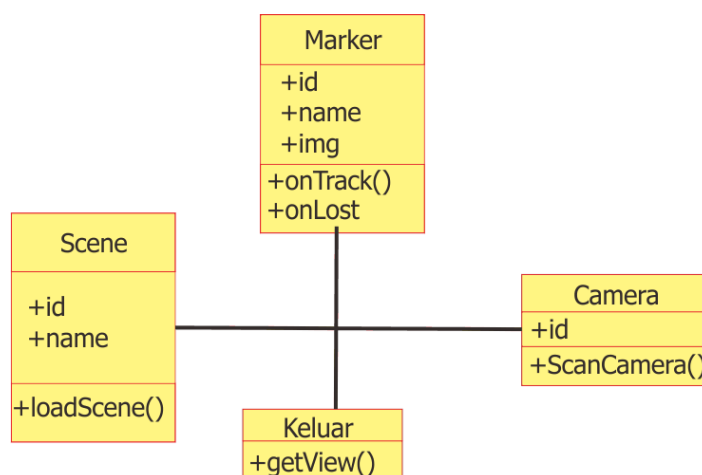 Marker
+id
+name
+img
+onTrack()
+onLost
Scene
+id
+name
+loadScene()
Camera
+id
+ScanCamera()
Keluar
+getView()